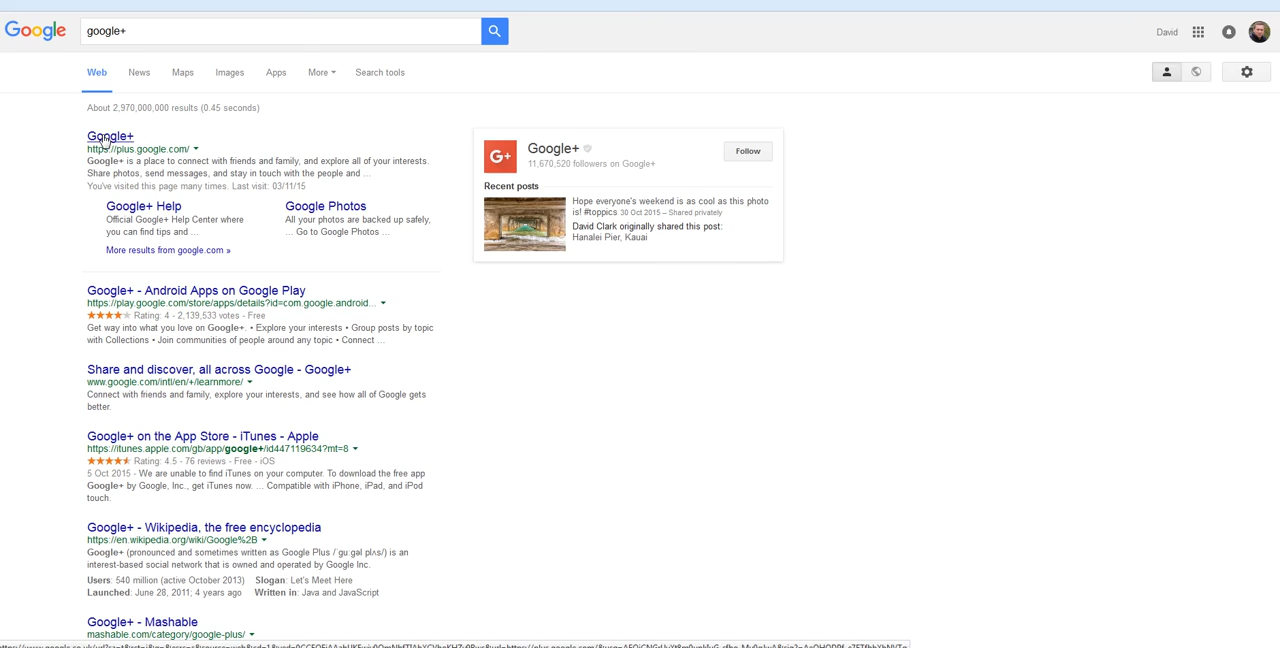 Google
google+
David
Web News Maps Images Apps More Search tools
About 2,970,000,000 results (0.45 seconds)
Google+
https://plus.google.com/
Google+ is a place to connect with friends and family, and explore all of your interests.
Share photos, send messages, and stay in touch with the people and ...
You've visited this page many times. Last visit: 03/11/15
Google+ Help
Official Google+ Help Center where
you can find tips and ...
Google Photos
All your photos are backed up safely,
... Go to Google Photos ...
More results from google.com »
Google+ - Android Apps on Google Play
https://play.google.com/store/apps/details?id=com.google.android...
Rating: 4 - 2,139,533 votes - Free
Get way into what you love on Google+. • Explore your interests • Group posts by topic
with Collections • Join communities of people around any topic • Connect ...
Share and discover, all across Google - Google+
www.google.com/intl/en/+/learnmore/
Connect with friends and family, explore your interests, and see how all of Google gets
better.
Google+ on the App Store - iTunes - Apple
https://itunes.apple.com/gb/app/google+/id447119634?mt=8
Rating: 4.5 - 76 reviews - Free - iOS
5 Oct 2015 - We are unable to find iTunes on your computer. To download the free app
Google+ by Google, Inc., get iTunes now. ... Compatible with iPhone, iPad, and iPod
touch.
Google+ - Wikipedia, the free encyclopedia
https://en.wikipedia.org/wiki/Google%2B
Google+ (pronounced and sometimes written as Google Plus is an
interest-based social network that is owned and operated by Google Inc.
Users: 540 million (active October 2013) Slogan: Let's Meet Here
Launched: June 28, 2011; 4 years ago Written in: Java and JavaScript
Google+ - Mashable
mashable.com/category/google-plus/
G+
Google+
11,670,520 followers on Google+
Follow
Recent posts
Hope everyone's weekend is as cool as this photo
is! #toppics 30 Oct 2015 – Shared privately
David Clark originally shared this post:
Hanalei Pier, Kauai